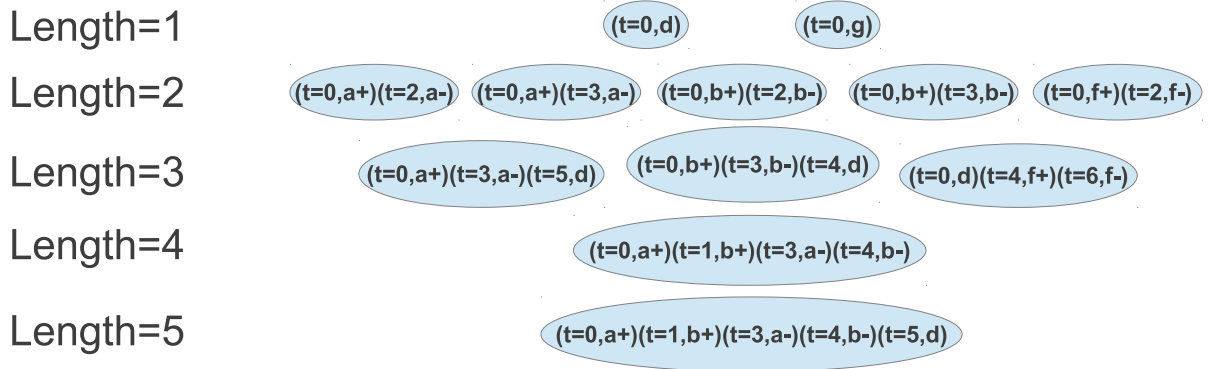 Length=1 (t=0,d) (t=0,g)
Length=2 (t=0,a+)(t=2,a-) (t=0,a+)(t=3,a-) (t=0,b+)(t=2,b-) (t=0,b+)(t=3,b-) (t=0,f+)(t=2,f-)
Length=3 (t=0,a+)(t=3,a-)(t=5,d) (t=0,b+)(t=3,b-)(t=4,d) (t=0,d)(t=4,f+)(t=6,f-)
Length=4 (t=0,a+)(t=1,b+)(t=3,a-)(t=4,b-)
Length=5 (t=0,a+)(t=1,b+)(t=3,a-)(t=4,b-)(t=5,d)